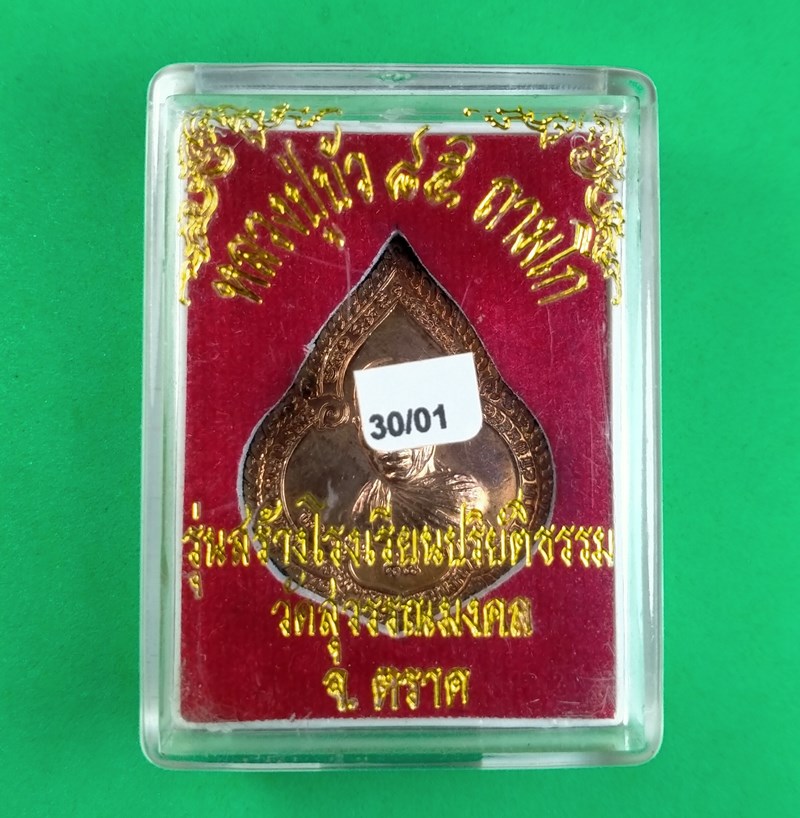 หลวงปู่บัว ๘๕ ถามโก
30/01
รุ่นสร้างโรงเรียนปริยัติธรรม
วัดสุวรรณมงคล
จ. ตราด